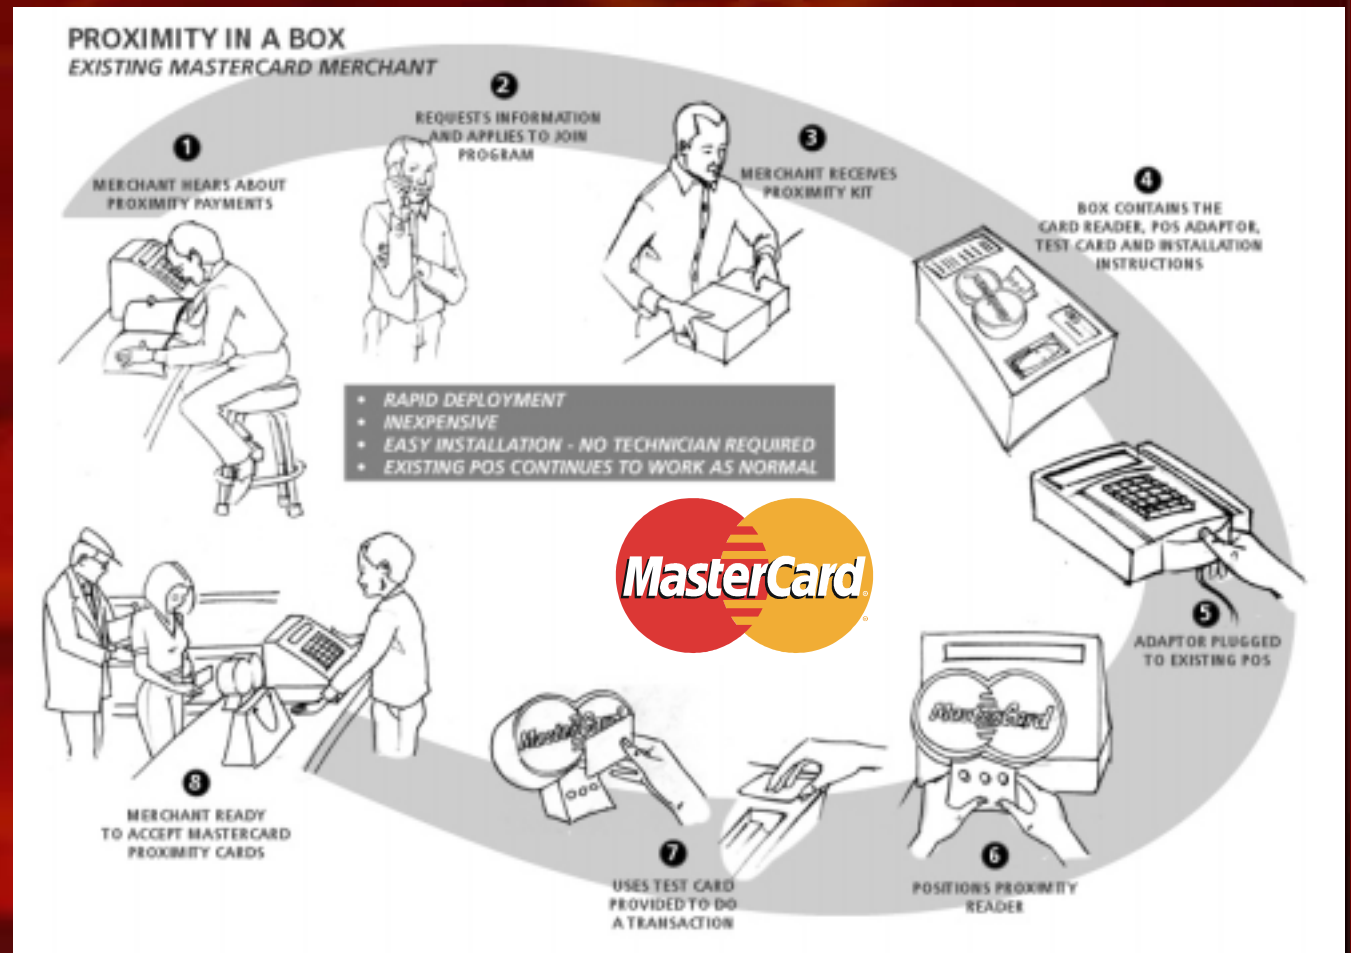 PROXIMITY IN A BOX
EXISTING MASTERCARD MERCHANT
1
MERCHANT HEARS ABOUT
PROXIMITY PAYMENTS
2
REQUESTS INFORMATION
AND APPLIES TO JOIN
PROGRAM
3
MERCHANT RECEIVES
PROXIMITY KIT
4
BOX CONTAINS THE
CARD READER, POS ADAPTOR,
TEST CARD AND INSTALLATION
INSTRUCTIONS
• RAPID DEPLOYMENT
• INEXPENSIVE
• EASY INSTALLATION - NO TECHNICIAN REQUIRED
• EXISTING POS CONTINUES TO WORK AS NORMAL
MasterCard
5
ADAPTOR PLUGGED
TO EXISTING POS
MasterCard
6
POSITIONS PROXIMITY
READER
MasterCard
7
USES TEST CARD
PROVIDED TO DO
A TRANSACTION
8
MERCHANT READY
TO ACCEPT MASTERCARD
PROXIMITY CARDS